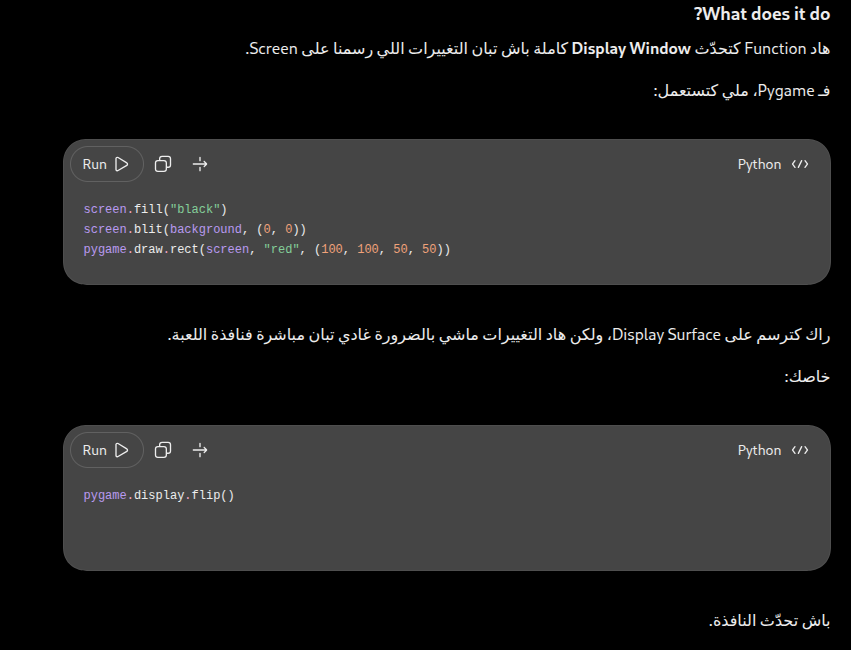 What does it do?
هاد Function كتحدّث Display Window كاملة باش تبان التغييرات اللي رسمنا على Screen.
فـ Pygame، ملي كتستعمل:
Run
Python
screen.fill("black")
screen.blit(background, (0, 0))
pygame.draw.rect(screen, "red", (100, 100, 50, 50))
راك كترسم على Display Surface، ولكن هاد التغييرات ماشي بالضرورة غادي تبان مباشرة فنافذة اللعبة.
خاصك:
Run
Python
pygame.display.flip()
باش تحدّث النافذة.